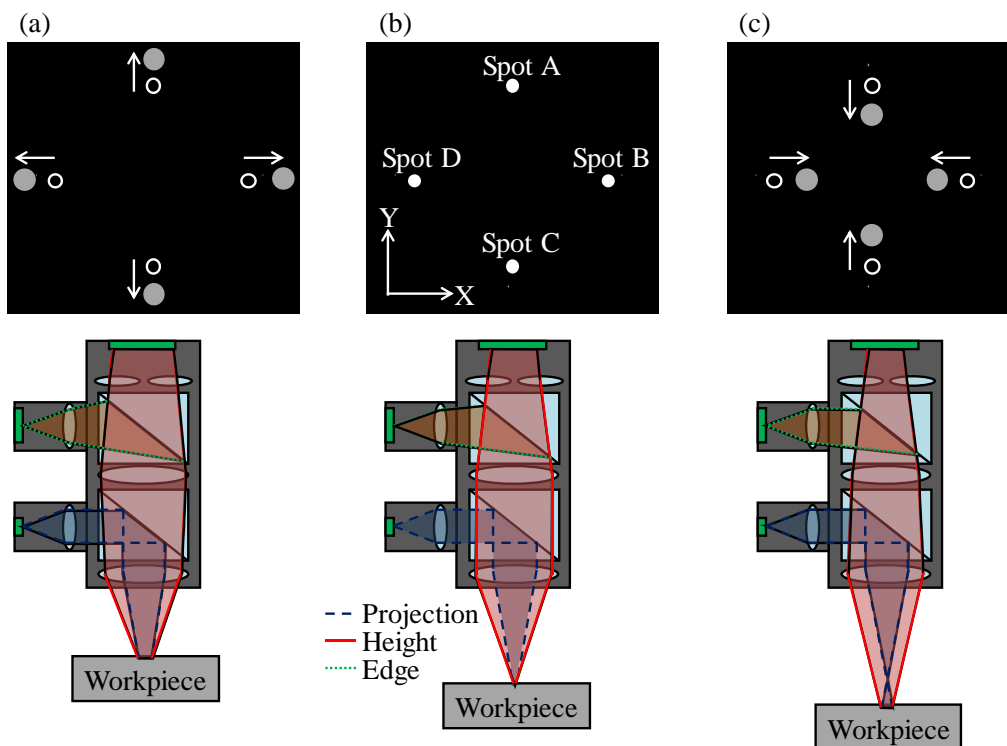 (a)
(b)
(c)
Spot A
Spot D
Spot B
Y
Spot C
X
Projection
Height
Edge
Workpiece
Workpiece
Workpiece